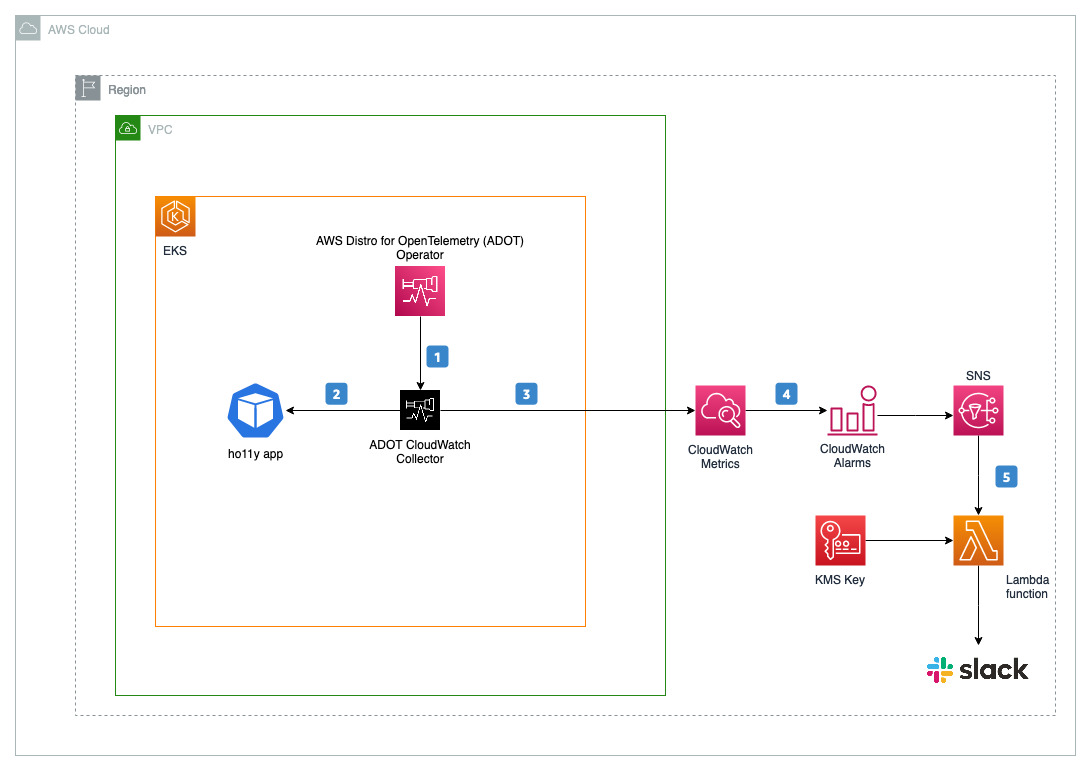 AWS Cloud
Region
VPC
EKS
AWS Distro for OpenTelemetry (ADOT)
Operator
1
2
3
ho11y app
ADOT CloudWatch
Collector
4
CloudWatch
Metrics
CloudWatch
Alarms
SNS
5
KMS Key
Lambda
function
slack